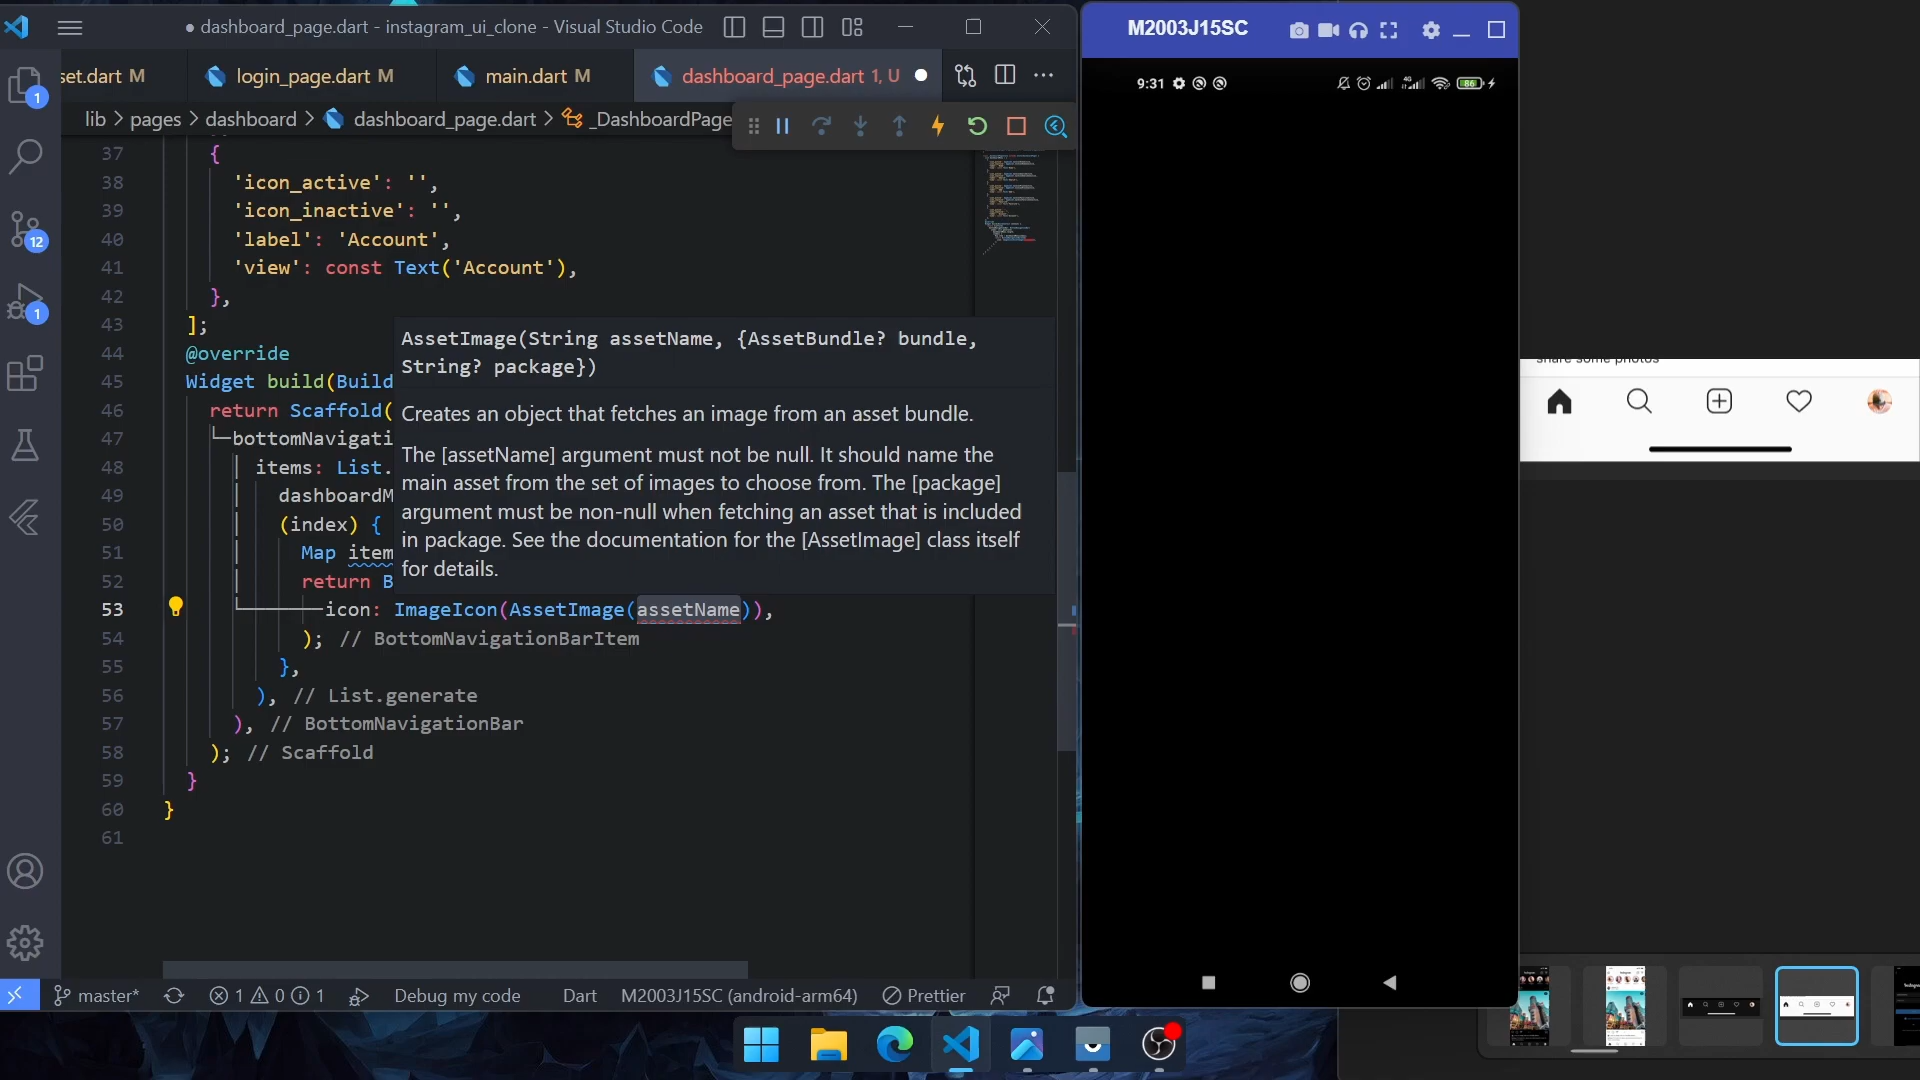 dashboard_page.dart - instagram_ui_clone - Visual Studio Code
set.dart M
login_page.dart M
main.dart M
dashboard_page.dart 1, U
lib > pages > dashboard > dashboard_page.dart > _DashboardPage
37 {
38 'icon_active': '',
39 'icon_inactive': '',
40 'label': 'Account',
41 'view': const Text('Account'),
42 },
43 ];
44 @override
45 Widget build(Build
46 return Scaffold(
47 bottomNavigati
48 items: List.
49 dashboardM
50 (index) {
51 Map item
52 return B
53 icon: ImageIcon(AssetImage(assetName)),
54 ); // BottomNavigationBarItem
55 },
56 ), // List.generate
57 ), // BottomNavigationBar
58 ); // Scaffold
59 }
60 }
61
AssetImage(String assetName, {AssetBundle? bundle,
String? package})
Creates an object that fetches an image from an asset bundle.
The [assetName] argument must not be null. It should name the
main asset from the set of images to choose from. The [package]
argument must be non-null when fetching an asset that is included
in package. See the documentation for the [AssetImage] class itself
for details.
1
12
1
master*
1 0 1
Debug my code
Dart
M2003J15SC (android-arm64)
Prettier
M2003J15SC
9:31
4G
86
share some photos